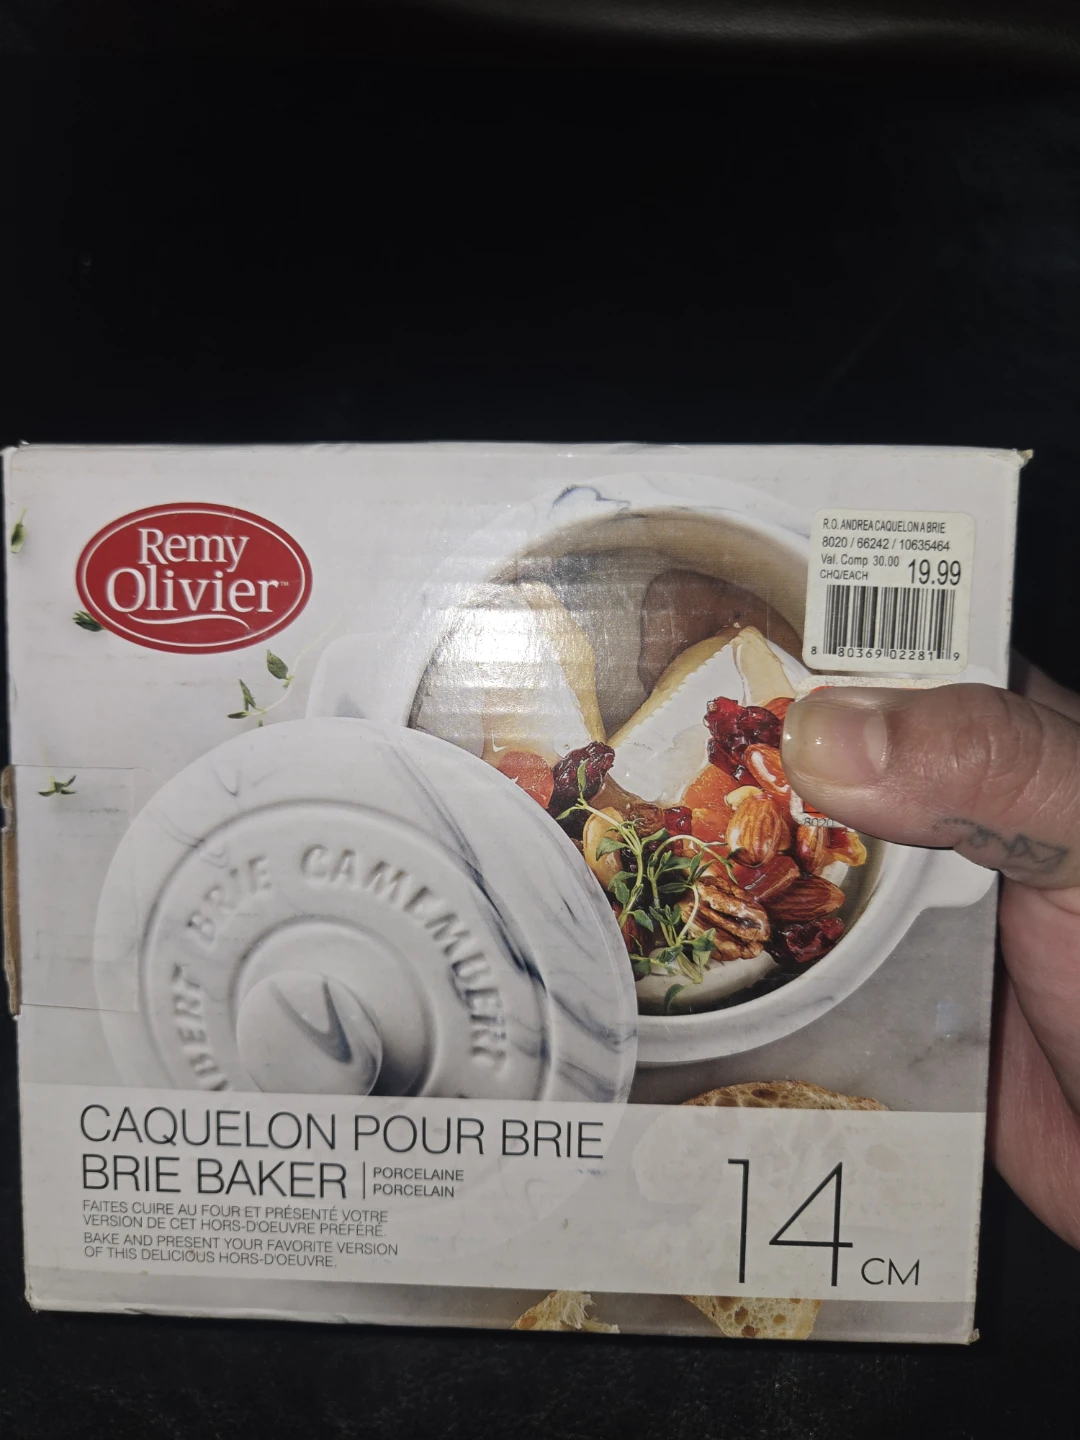 Remy
Olivier™
R.O. ANDREA CAQUELON A BRIE
8020 / 66242 / 10635464
Val. Comp 30.00
CHQ/EACH
19.99
8 80369 02281 9
8020
BRIE CAMEMBERT
CAQUELON POUR BRIE
BRIE BAKER
PORCELAINE
PORCELAIN
FAITES CUIRE AU FOUR ET PRÉSENTÉ VOTRE
VERSION DE CET HORS-D'OEUVRE PRÉFÉRÉ.
BAKE AND PRESENT YOUR FAVORITE VERSION
OF THIS DELICIOUS HORS-D'OEUVRE.
14 CM